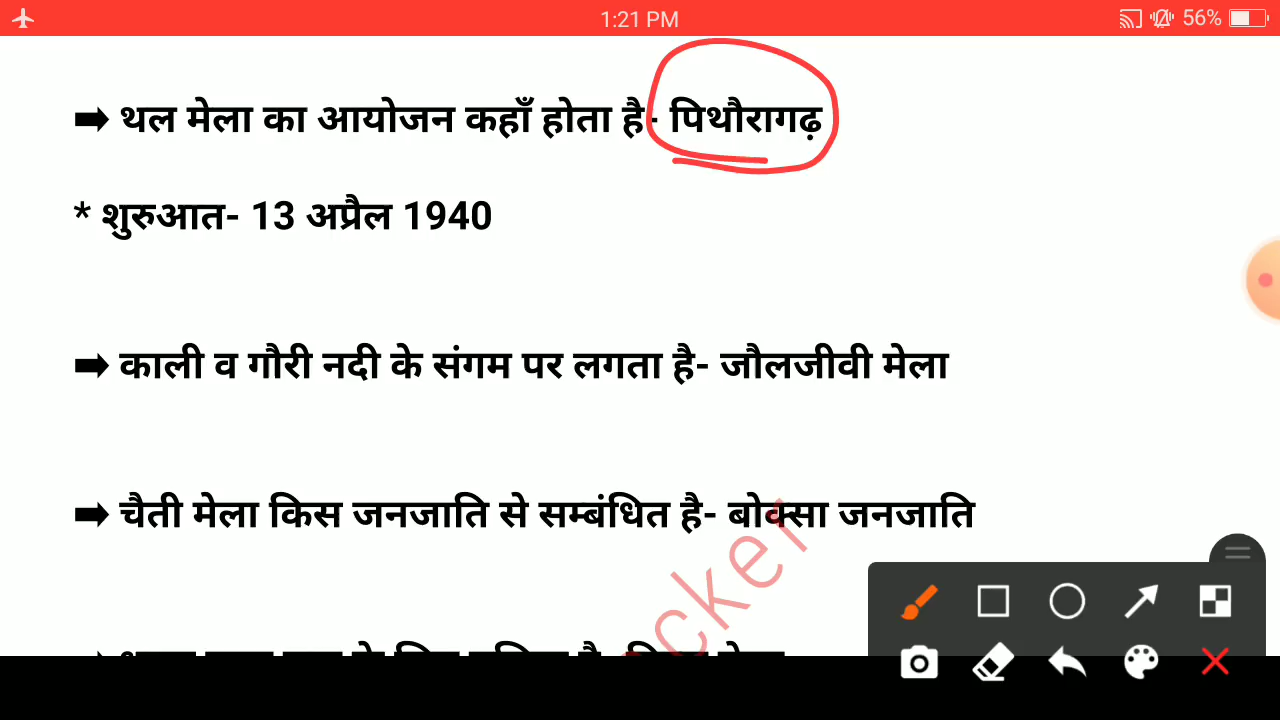 1:21 PM
56%
➡ थल मेला का आयोजन कहाँ होता है- पिथौरागढ़
* शुरुआत- 13 अप्रैल 1940
➡ काली व गौरी नदी के संगम पर लगता है- जौलजीवी मेला
➡ चैती मेला किस जनजाति से सम्बंधित है- बोक्सा जनजाति
cker